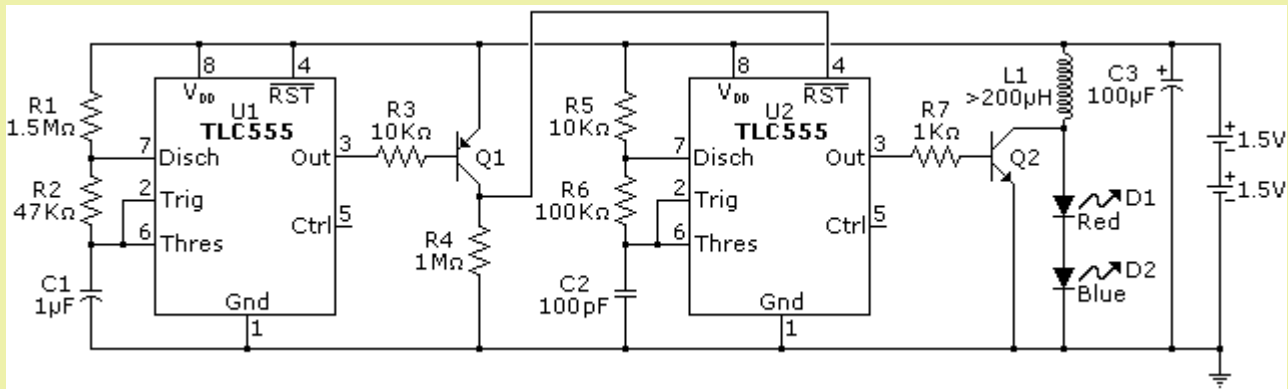 R1
1.5MΩ
R2
47KΩ
C1
1µF
8
4
VDD
RST
U1
TLC555
7
Disch
Out
3
2
Trig
Ctrl
5
6
Thres
Gnd
1
R3
10KΩ
Q1
R4
1MΩ
R5
10KΩ
R6
100KΩ
C2
100pF
8
4
VDD
RST
U2
TLC555
7
Disch
Out
3
2
Trig
Ctrl
5
6
Thres
Gnd
1
R7
1KΩ
Q2
L1
>200µH
D1
Red
D2
Blue
C3
+
100µF
+
−
1.5V
+
−
1.5V